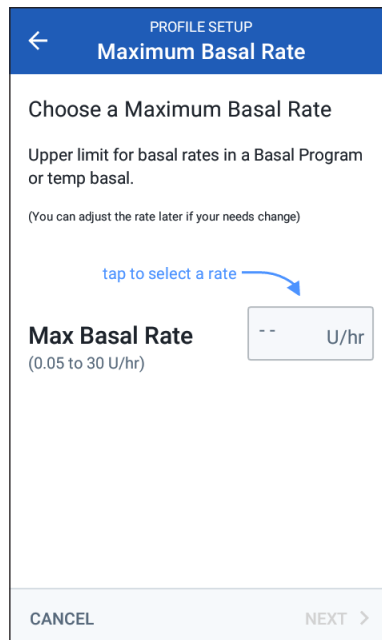 PROFILE SETUP
Maximum Basal Rate
Choose a Maximum Basal Rate
Upper limit for basal rates in a Basal Program
or temp basal.
(You can adjust the rate later if your needs change)
tap to select a rate
Max Basal Rate
-- U/hr
(0.05 to 30 U/hr)
CANCEL
NEXT